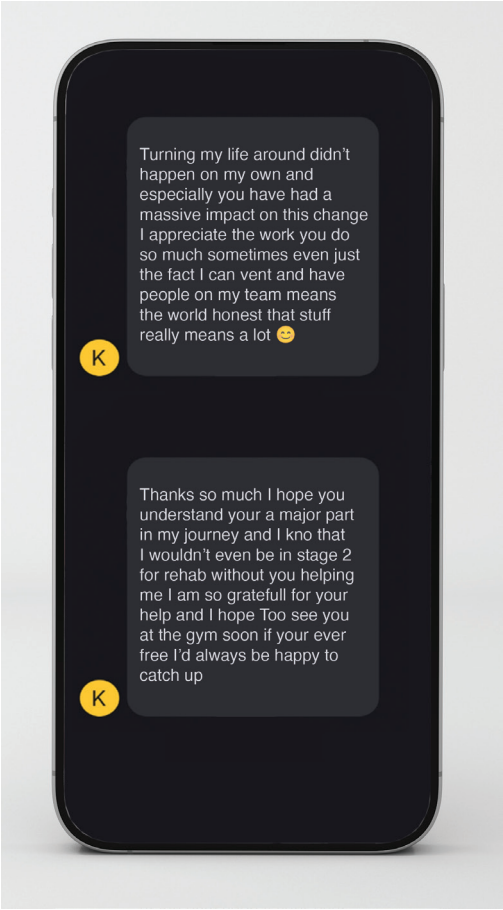 Turning my life around didn’t
happen on my own and
especially you have had a
massive impact on this change
I appreciate the work you do
so much sometimes even just
the fact I can vent and have
people on my team means
the world honest that stuff
really means a lot 😊
K
Thanks so much I hope you
understand your a major part
in my journey and I kno that
I wouldn’t even be in stage 2
for rehab without you helping
me I am so gratefull for your
help and I hope Too see you
at the gym soon if your ever
free I’d always be happy to
catch up
K